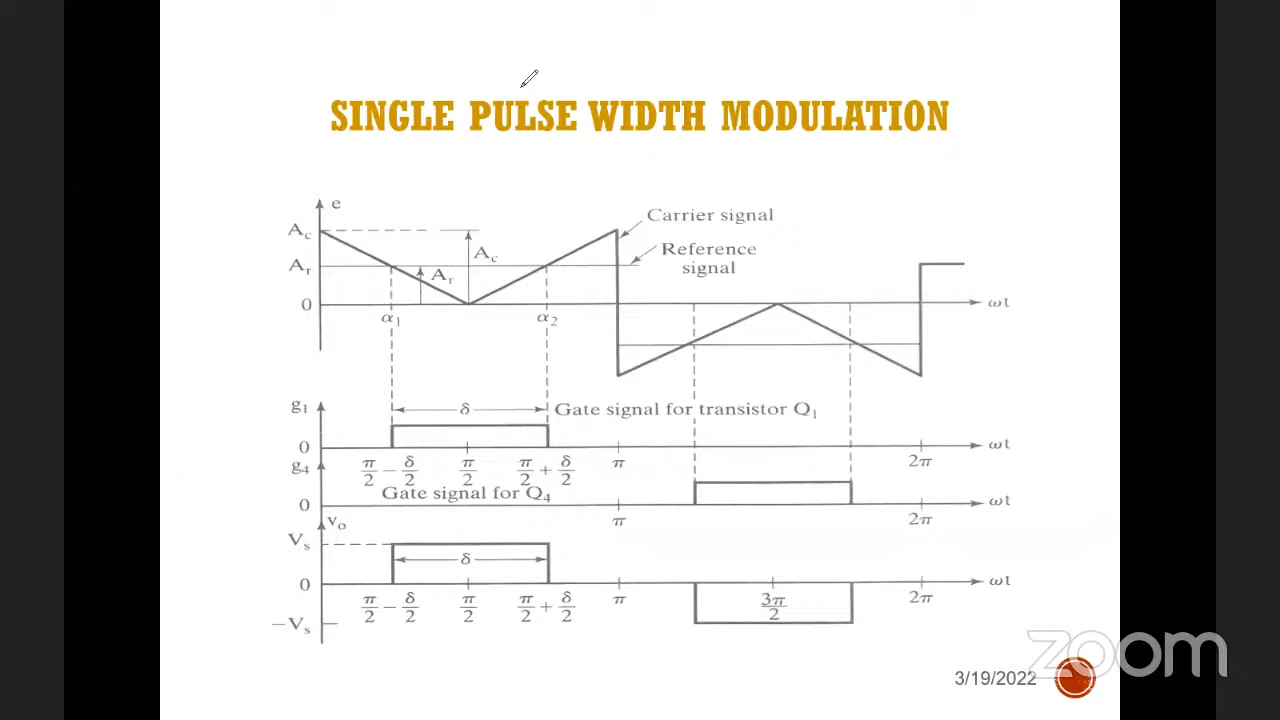 SINGLE PULSE WIDTH MODULATION
e
Carrier signal
A_c
A_c
Reference
signal
A_r
A_r
0
ωt
α_1
α_2
g_1
δ
Gate signal for transistor Q_1
0
ωt
π/2 − δ/2
π/2
π/2 + δ/2
π
2π
g_4
Gate signal for Q_4
0
ωt
π
2π
v_o
V_s
δ
0
ωt
π/2 − δ/2
π/2
π/2 + δ/2
π
3π/2
2π
−V_s
zoom
3/19/2022